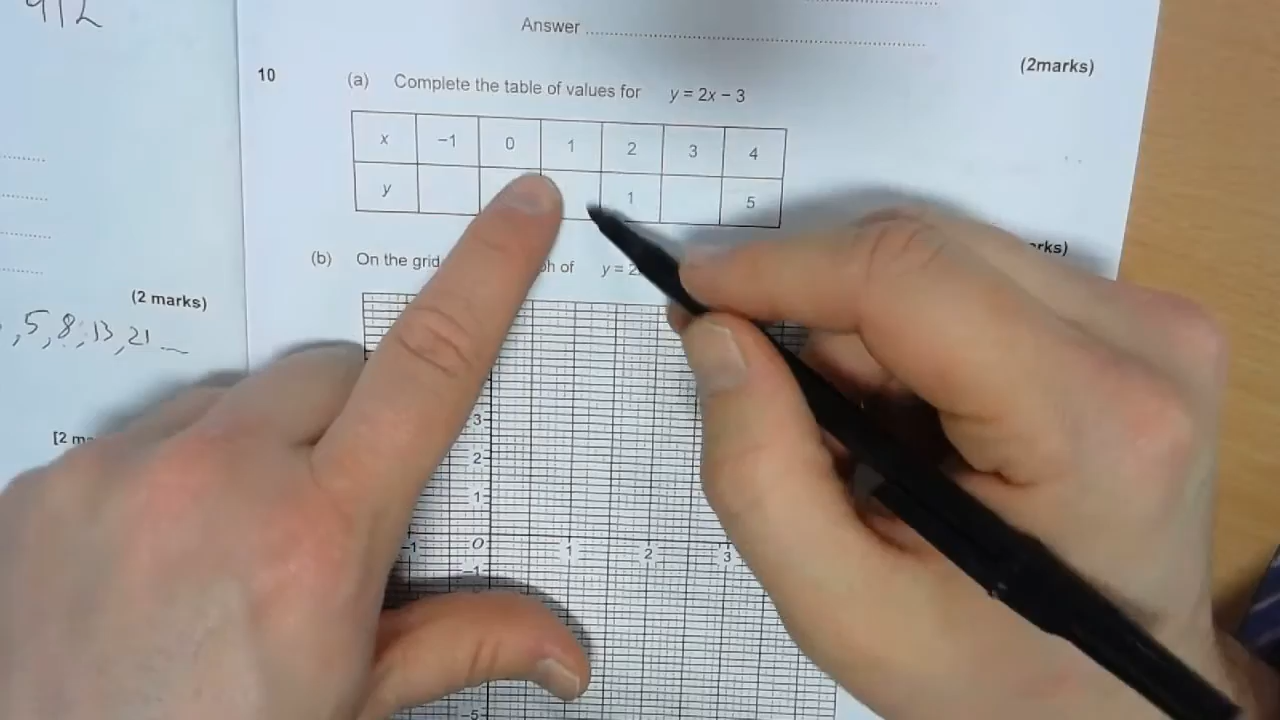 Answer
(2marks)
10 (a) Complete the table of values for y = 2x − 3
x −1 0 1 2 3 4
y 1 5
(b) On the grid of y = 2
(2 marks)
, 5, 8, 13, 21
[2
3
2
1
−1 O 1 2 3
−1
−5